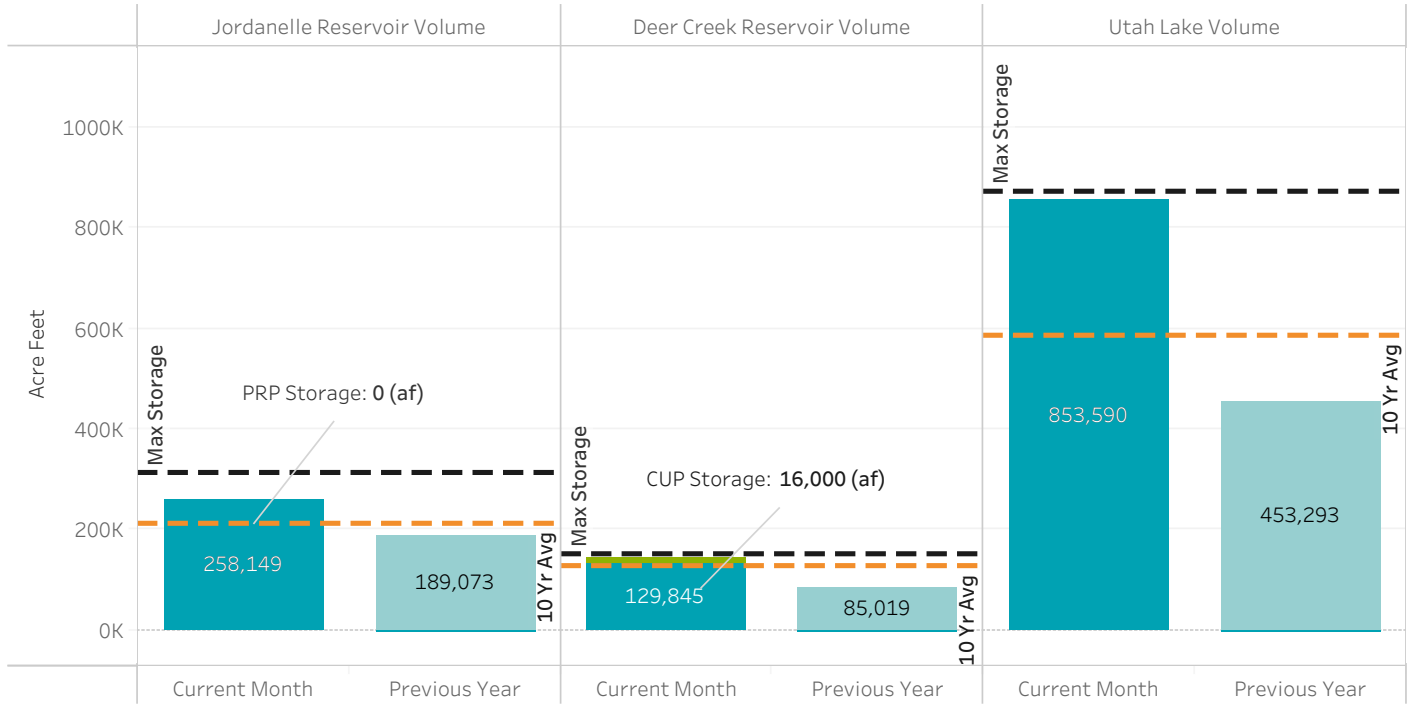 Jordanelle Reservoir Volume
Deer Creek Reservoir Volume
Utah Lake Volume
Acre Feet
1000K
800K
600K
400K
200K
0K
Max Storage
PRP Storage: 0 (af)
258,149
189,073
10 Yr Avg
Max Storage
CUP Storage: 16,000 (af)
129,845
85,019
10 Yr Avg
Max Storage
853,590
453,293
10 Yr Avg
Current Month
Previous Year
Current Month
Previous Year
Current Month
Previous Year